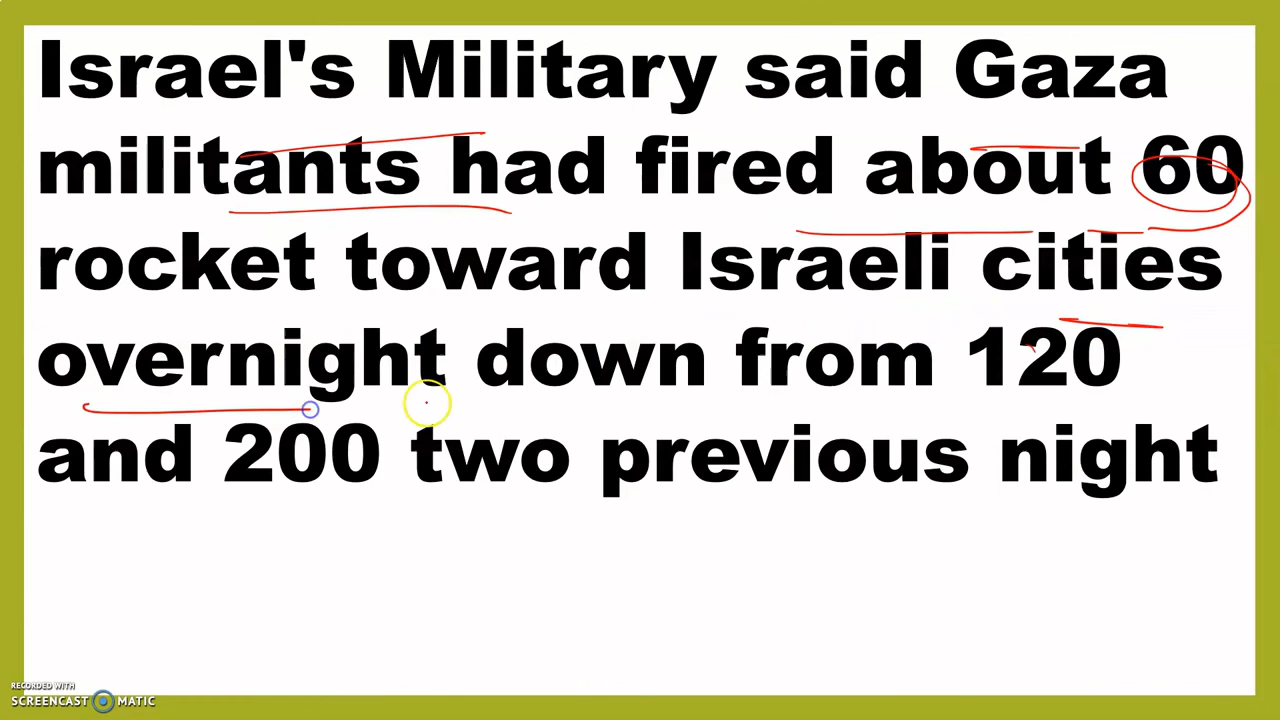 Israel's Military said Gaza
militants had fired about 60
rocket toward Israeli cities
overnight down from 120
and 200 two previous night
RECORDED WITH
SCREENCAST MATIC